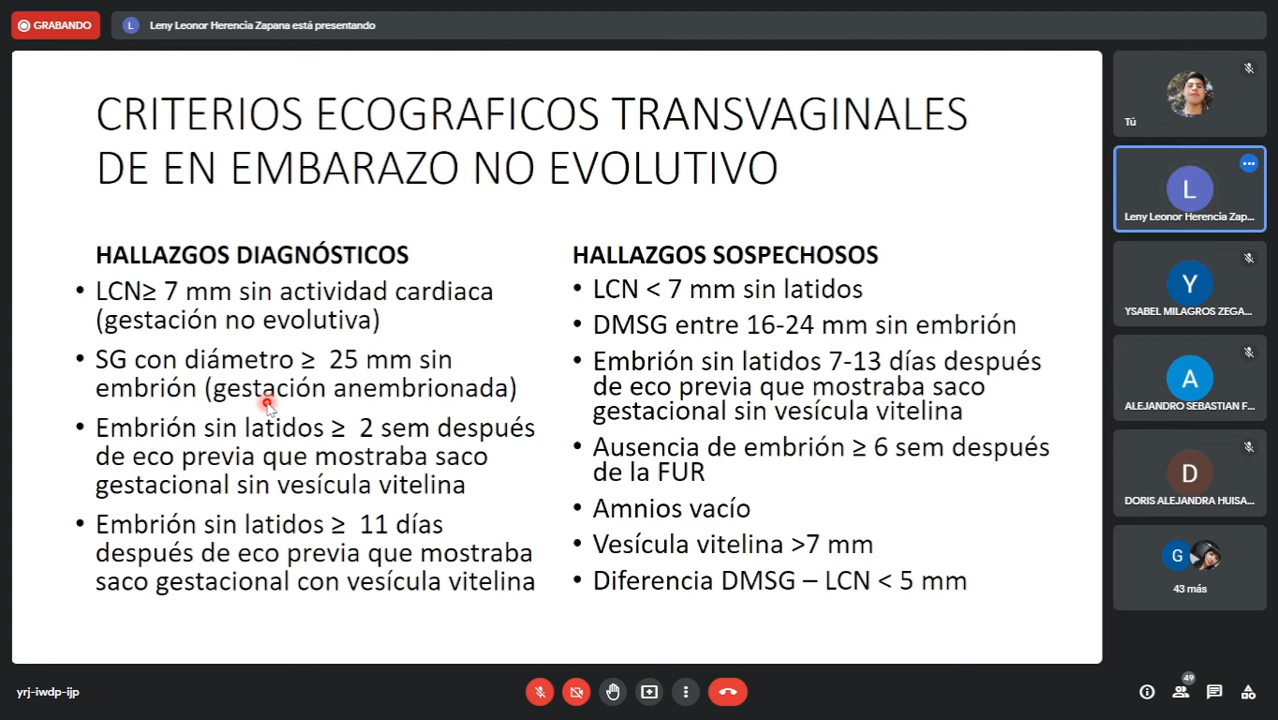 GRABANDO
L
Leny Leonor Herencia Zapana está presentando
CRITERIOS ECOGRAFICOS TRANSVAGINALES
DE EN EMBARAZO NO EVOLUTIVO
HALLAZGOS DIAGNÓSTICOS
• LCN≥ 7 mm sin actividad cardiaca
(gestación no evolutiva)
• SG con diámetro ≥ 25 mm sin
embrión (gestación anembrionada)
• Embrión sin latidos ≥ 2 sem después
de eco previa que mostraba saco
gestacional sin vesícula vitelina
• Embrión sin latidos ≥ 11 días
después de eco previa que mostraba
saco gestacional con vesícula vitelina
HALLAZGOS SOSPECHOSOS
• LCN < 7 mm sin latidos
• DMSG entre 16-24 mm sin embrión
• Embrión sin latidos 7-13 días después
de eco previa que mostraba saco
gestacional sin vesícula vitelina
• Ausencia de embrión ≥ 6 sem después
de la FUR
• Amnios vacío
• Vesícula vitelina >7 mm
• Diferencia DMSG – LCN < 5 mm
Tú
L
Leny Leonor Herencia Zap...
Y
YSABEL MILAGROS ZEGA...
A
ALEJANDRO SEBASTIAN F...
D
DORIS ALEJANDRA HUISA...
G
43 más
yrj-iwdp-ijp
49